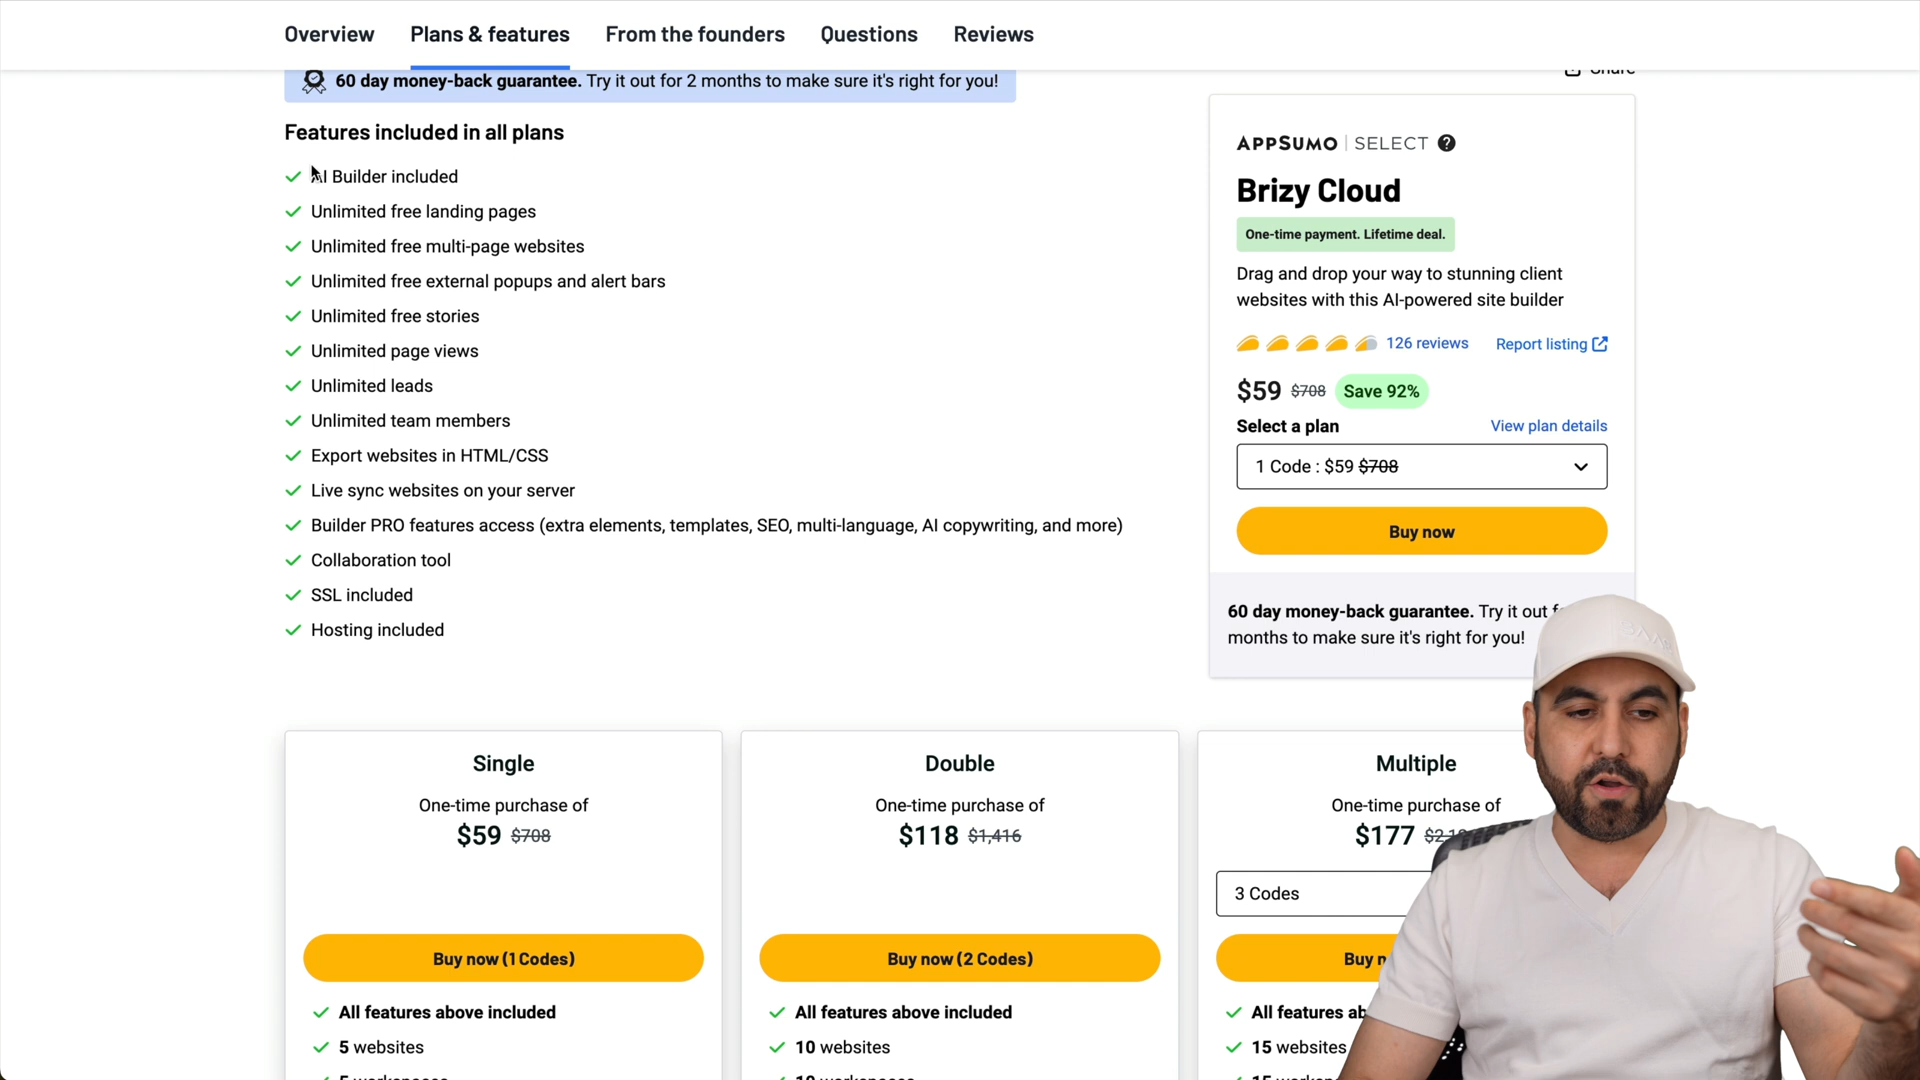 Overview Plans & features From the founders Questions Reviews
60 day money-back guarantee. Try it out for 2 months to make sure it's right for you!
Share
Features included in all plans
AI Builder included
Unlimited free landing pages
Unlimited free multi-page websites
Unlimited free external popups and alert bars
Unlimited free stories
Unlimited page views
Unlimited leads
Unlimited team members
Export websites in HTML/CSS
Live sync websites on your server
Builder PRO features access (extra elements, templates, SEO, multi-language, AI copywriting, and more)
Collaboration tool
SSL included
Hosting included
APPSUMO | SELECT ?
Brizy Cloud
One-time payment. Lifetime deal.
Drag and drop your way to stunning client
websites with this AI-powered site builder
126 reviews Report listing
$59 $708 Save 92%
Select a plan View plan details
1 Code : $59 $708
Buy now
60 day money-back guarantee. Try it out
months to make sure it's right for you!
Single
One-time purchase of
$59 $708
Buy now (1 Codes)
All features above included
5 websites
5 workspaces
Double
One-time purchase of
$118 $1,416
Buy now (2 Codes)
All features above included
10 websites
10 workspaces
Multiple
One-time purchase of
$177
3 Codes
Buy
All features
15 websites
15